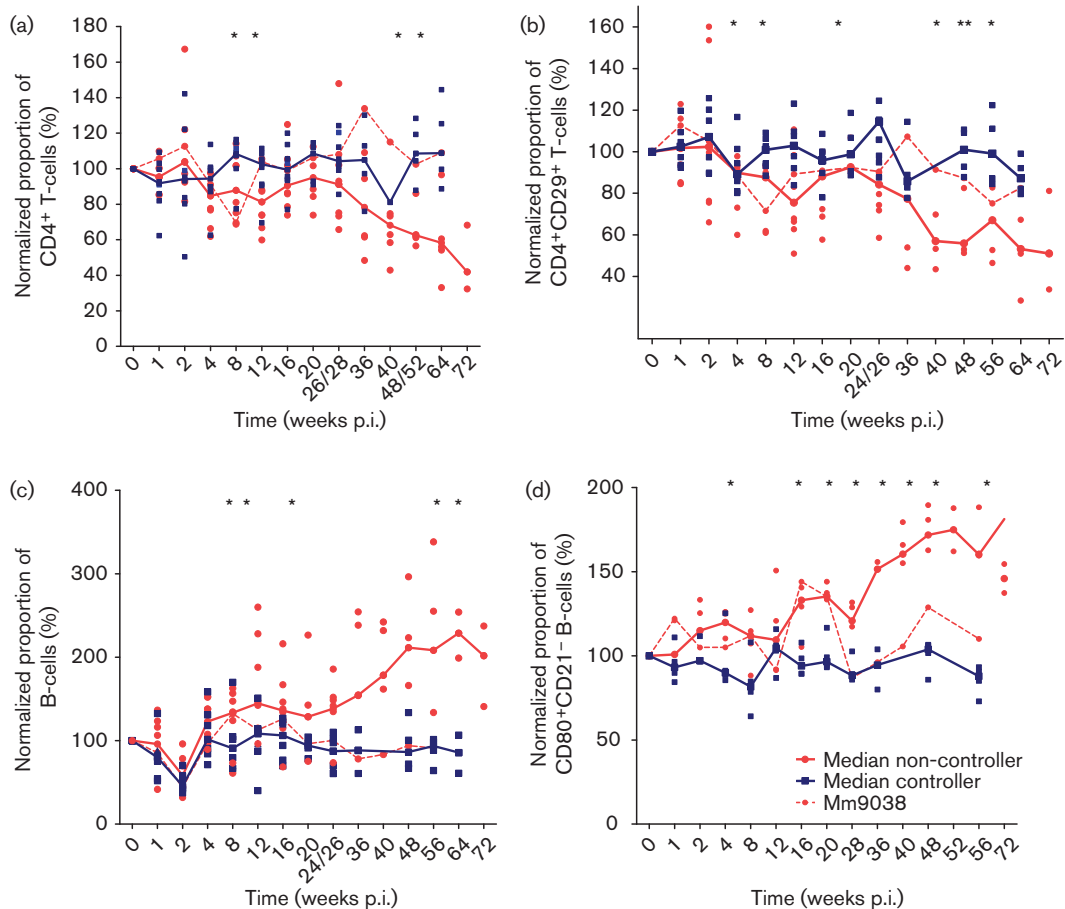 (a)
* * * *
180
160
140
120
100
80
60
40
20
0
Normalized proportion of
CD4+ T-cells (%)
0 1 2 4 8 12 16 20 26/28 36 40 48/52 64 72
Time (weeks p.i.)
(b)
* * * * ** *
160
140
120
100
80
60
40
Normalized proportion of
CD4+CD29+ T-cells (%)
0 1 2 4 8 12 16 20 24/26 36 40 48 56 64 72
Time (weeks p.i.)
(c)
* * * * *
400
300
200
100
0
Normalized proportion of
B-cells (%)
0 1 2 4 8 12 16 20 24/26 36 40 48 56 64 72
Time (weeks p.i.)
(d)
* * * * * * * *
200
150
100
50
0
Normalized proportion of
CD80+CD21− B-cells (%)
Median non-controller
Median controller
Mm9038
0 1 2 4 8 12 16 20 28 36 40 48 52 56 72
Time (weeks p.i.)